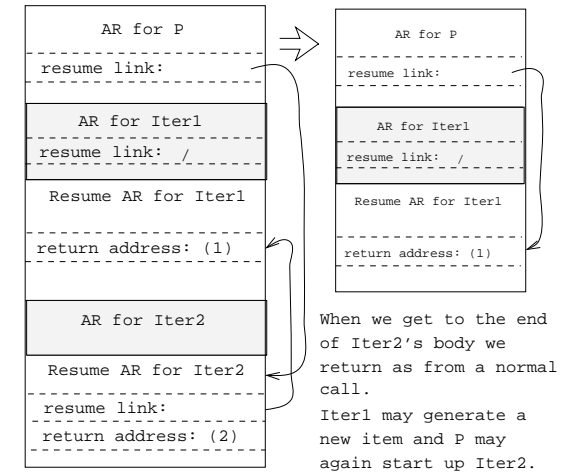 AR for P
resume link:
AR for Iter1
resume link: /
Resume AR for Iter1
return address: (1)
AR for Iter2
Resume AR for Iter2
resume link:
return address: (2)
AR for P
resume link:
AR for Iter1
resume link: /
Resume AR for Iter1
return address: (1)
When we get to the end
of Iter2's body we
return as from a normal
call.
Iter1 may generate a
new item and P may
again start up Iter2.